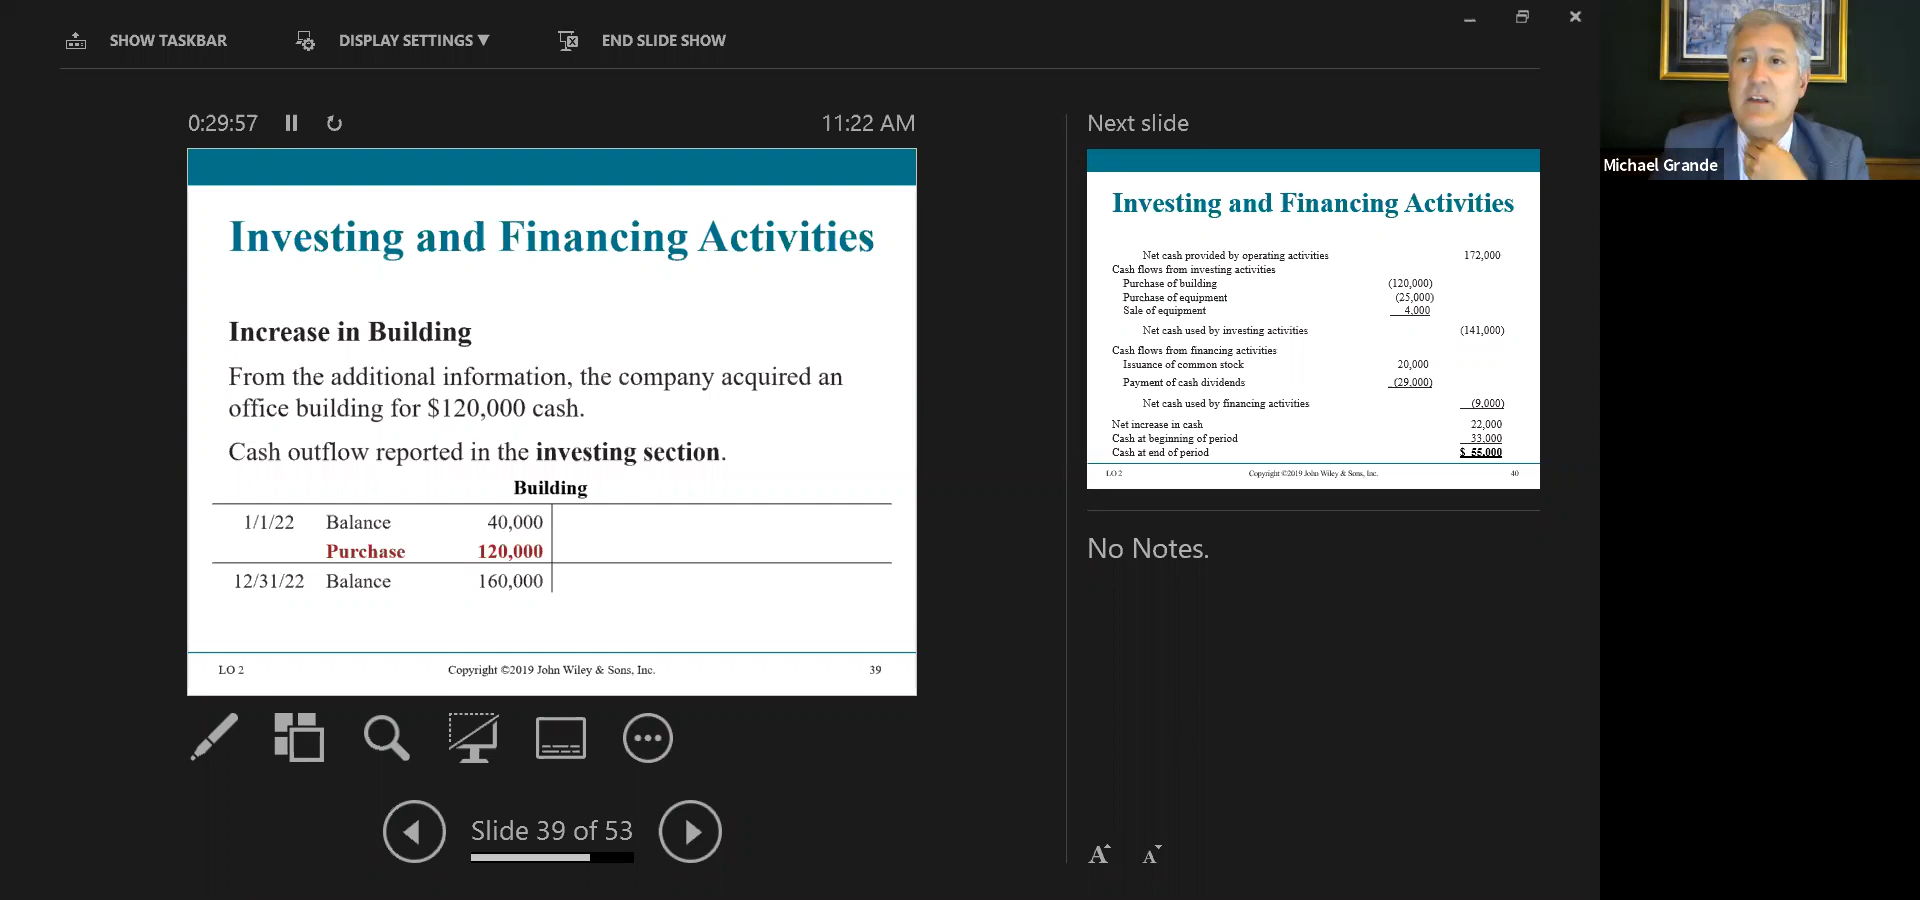 SHOW TASKBAR
DISPLAY SETTINGS ▼
END SLIDE SHOW
0:29:57
11:22 AM
Investing and Financing Activities
Increase in Building
From the additional information, the company acquired an
office building for $120,000 cash.
Cash outflow reported in the investing section.
Building
1/1/22 Balance 40,000
Purchase 120,000
12/31/22 Balance 160,000
LO 2 Copyright ©2019 John Wiley & Sons, Inc. 39
Slide 39 of 53
Next slide
Investing and Financing Activities
Net cash provided by operating activities 172,000
Cash flows from investing activities
Purchase of building (120,000)
Purchase of equipment (25,000)
Sale of equipment 4,000
Net cash used by investing activities (141,000)
Cash flows from financing activities
Issuance of common stock 20,000
Payment of cash dividends (29,000)
Net cash used by financing activities (9,000)
Net increase in cash 22,000
Cash at beginning of period 33,000
Cash at end of period $ 55,000
LO 2 Copyright ©2019 John Wiley & Sons, Inc. 40
No Notes.
A A
Michael Grande